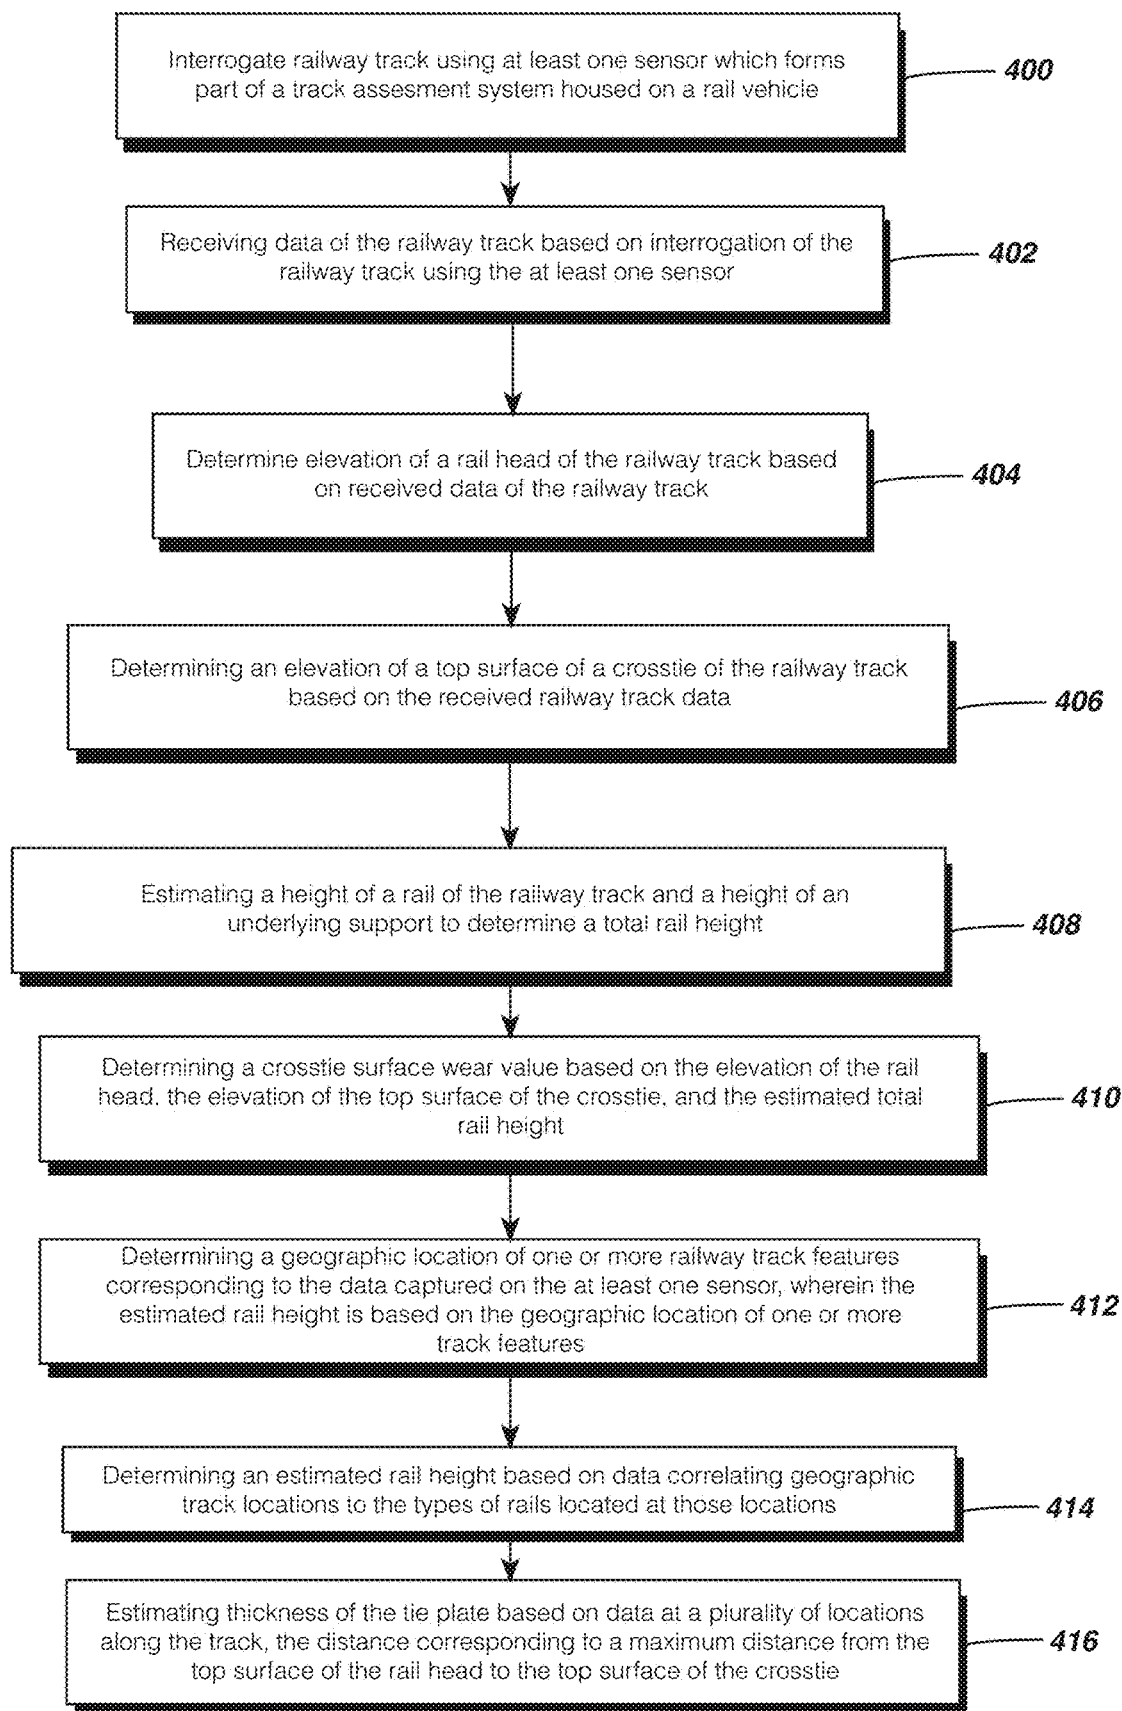 Interrogate railway track using at least one sensor which forms
part of a track assesment system housed on a rail vehicle
400
Receiving data of the railway track based on interrogation of the
railway track using the at least one sensor
402
Determine elevation of a rail head of the railway track based
on received data of the railway track
404
Determining an elevation of a top surface of a crosstie of the railway track
based on the received railway track data
406
Estimating a height of a rail of the railway track and a height of an
underlying support to determine a total rail height
408
Determining a crosstie surface wear value based on the elevation of the rail
head, the elevation of the top surface of the crosstie, and the estimated total
rail height
410
Determining a geographic location of one or more railway track features
corresponding to the data captured on the at least one sensor, wherein the
estimated rail height is based on the geographic location of one or more
track features
412
Determining an estimated rail height based on data correlating geographic
track locations to the types of rails located at those locations
414
Estimating thickness of the tie plate based on data at a plurality of locations
along the track, the distance corresponding to a maximum distance from the
top surface of the rail head to the top surface of the crosstie
416